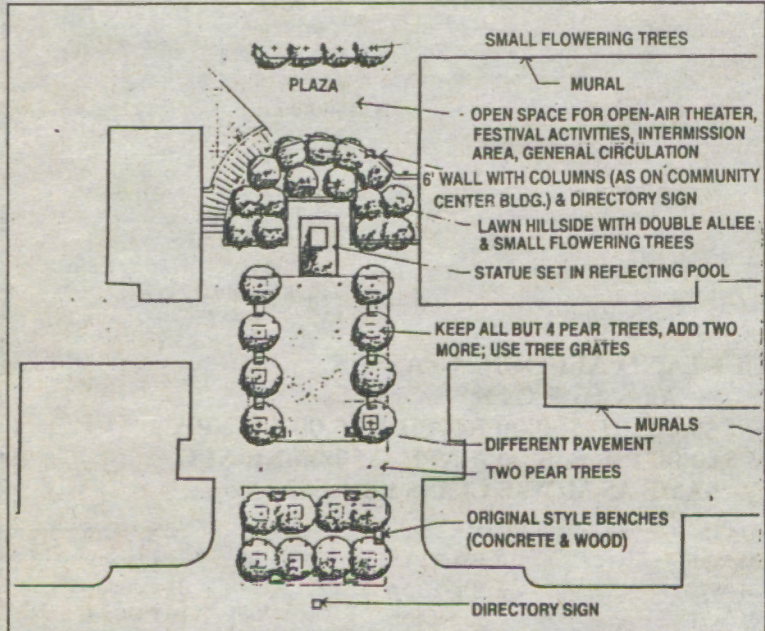 SMALL FLOWERING TREES
MURAL
PLAZA
OPEN SPACE FOR OPEN-AIR THEATER,
FESTIVAL ACTIVITIES, INTERMISSION
AREA, GENERAL CIRCULATION
6' WALL WITH COLUMNS (AS ON COMMUNITY
CENTER BLDG.) & DIRECTORY SIGN
LAWN HILLSIDE WITH DOUBLE ALLEE
& SMALL FLOWERING TREES
STATUE SET IN REFLECTING POOL
KEEP ALL BUT 4 PEAR TREES, ADD TWO
MORE; USE TREE GRATES
MURALS
DIFFERENT PAVEMENT
TWO PEAR TREES
ORIGINAL STYLE BENCHES
(CONCRETE & WOOD)
DIRECTORY SIGN